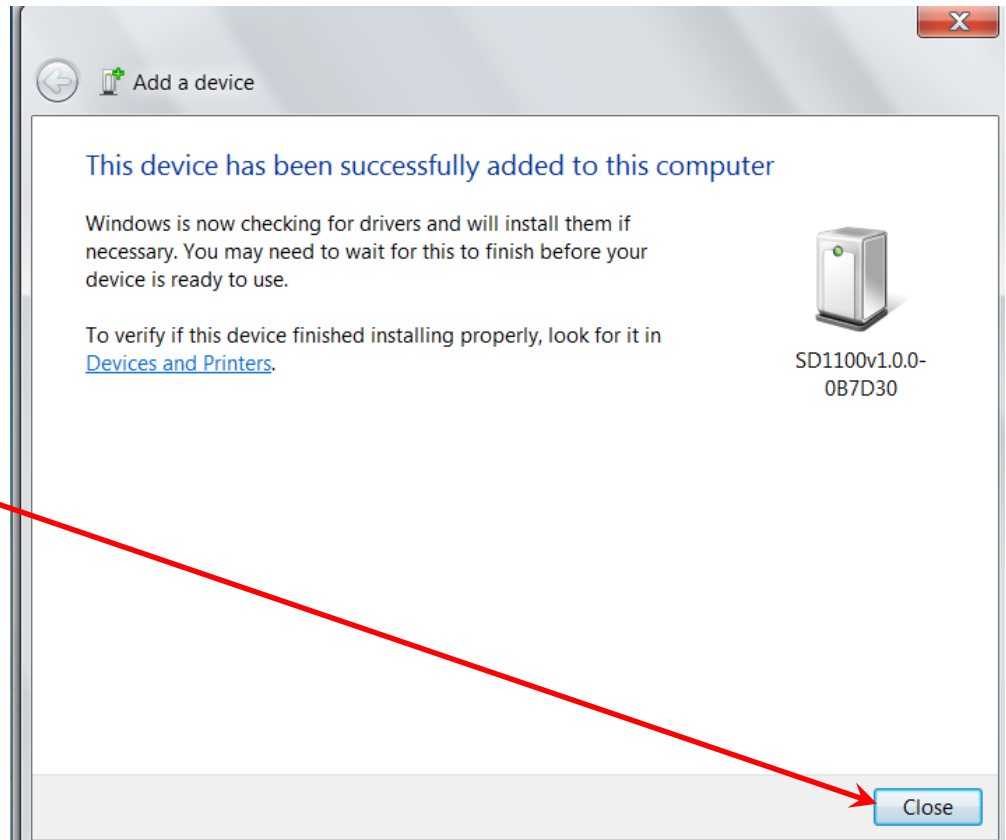 Add a device
This device has been successfully added to this computer
Windows is now checking for drivers and will install them if
necessary. You may need to wait for this to finish before your
device is ready to use.
To verify if this device finished installing properly, look for it in
Devices and Printers.
SD1100v1.0.0-
0B7D30
Close